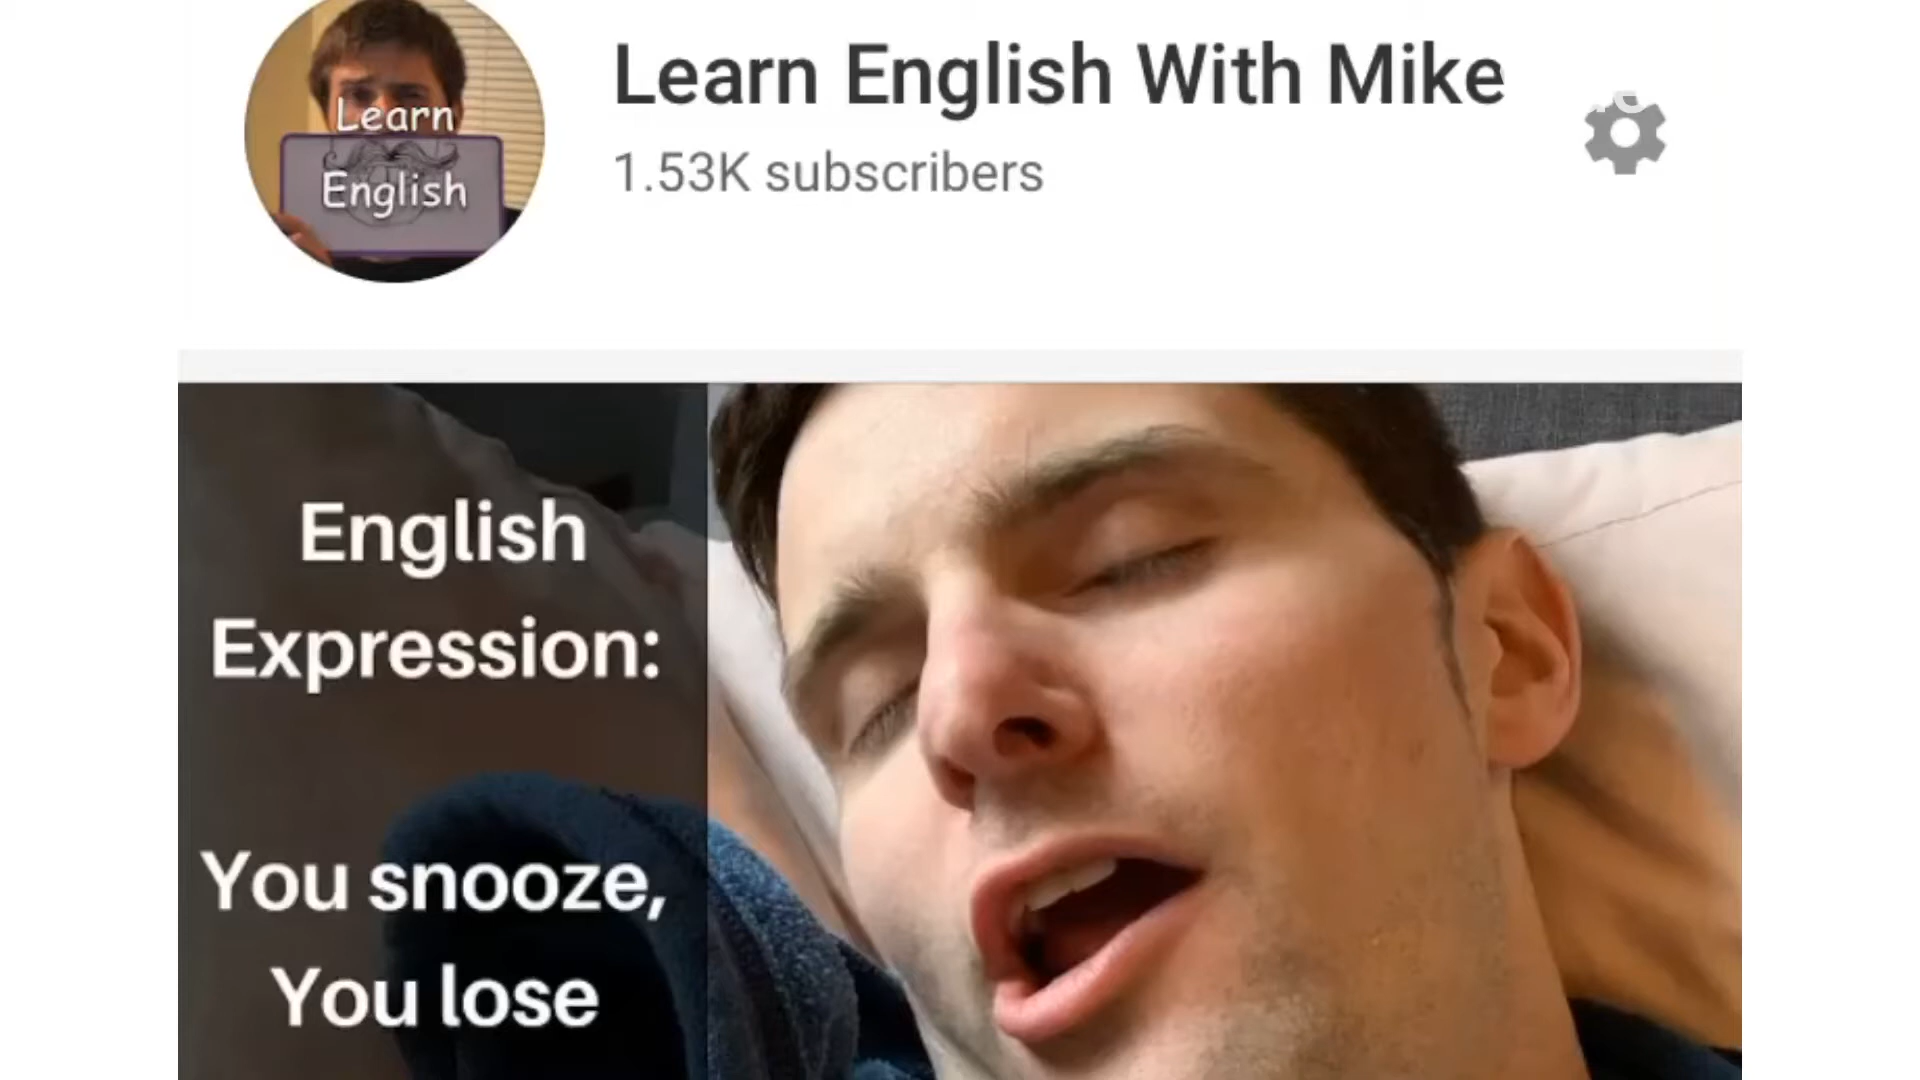 Learn
English
Learn English With Mike
1.53K subscribers
English
Expression:
You snooze,
You lose